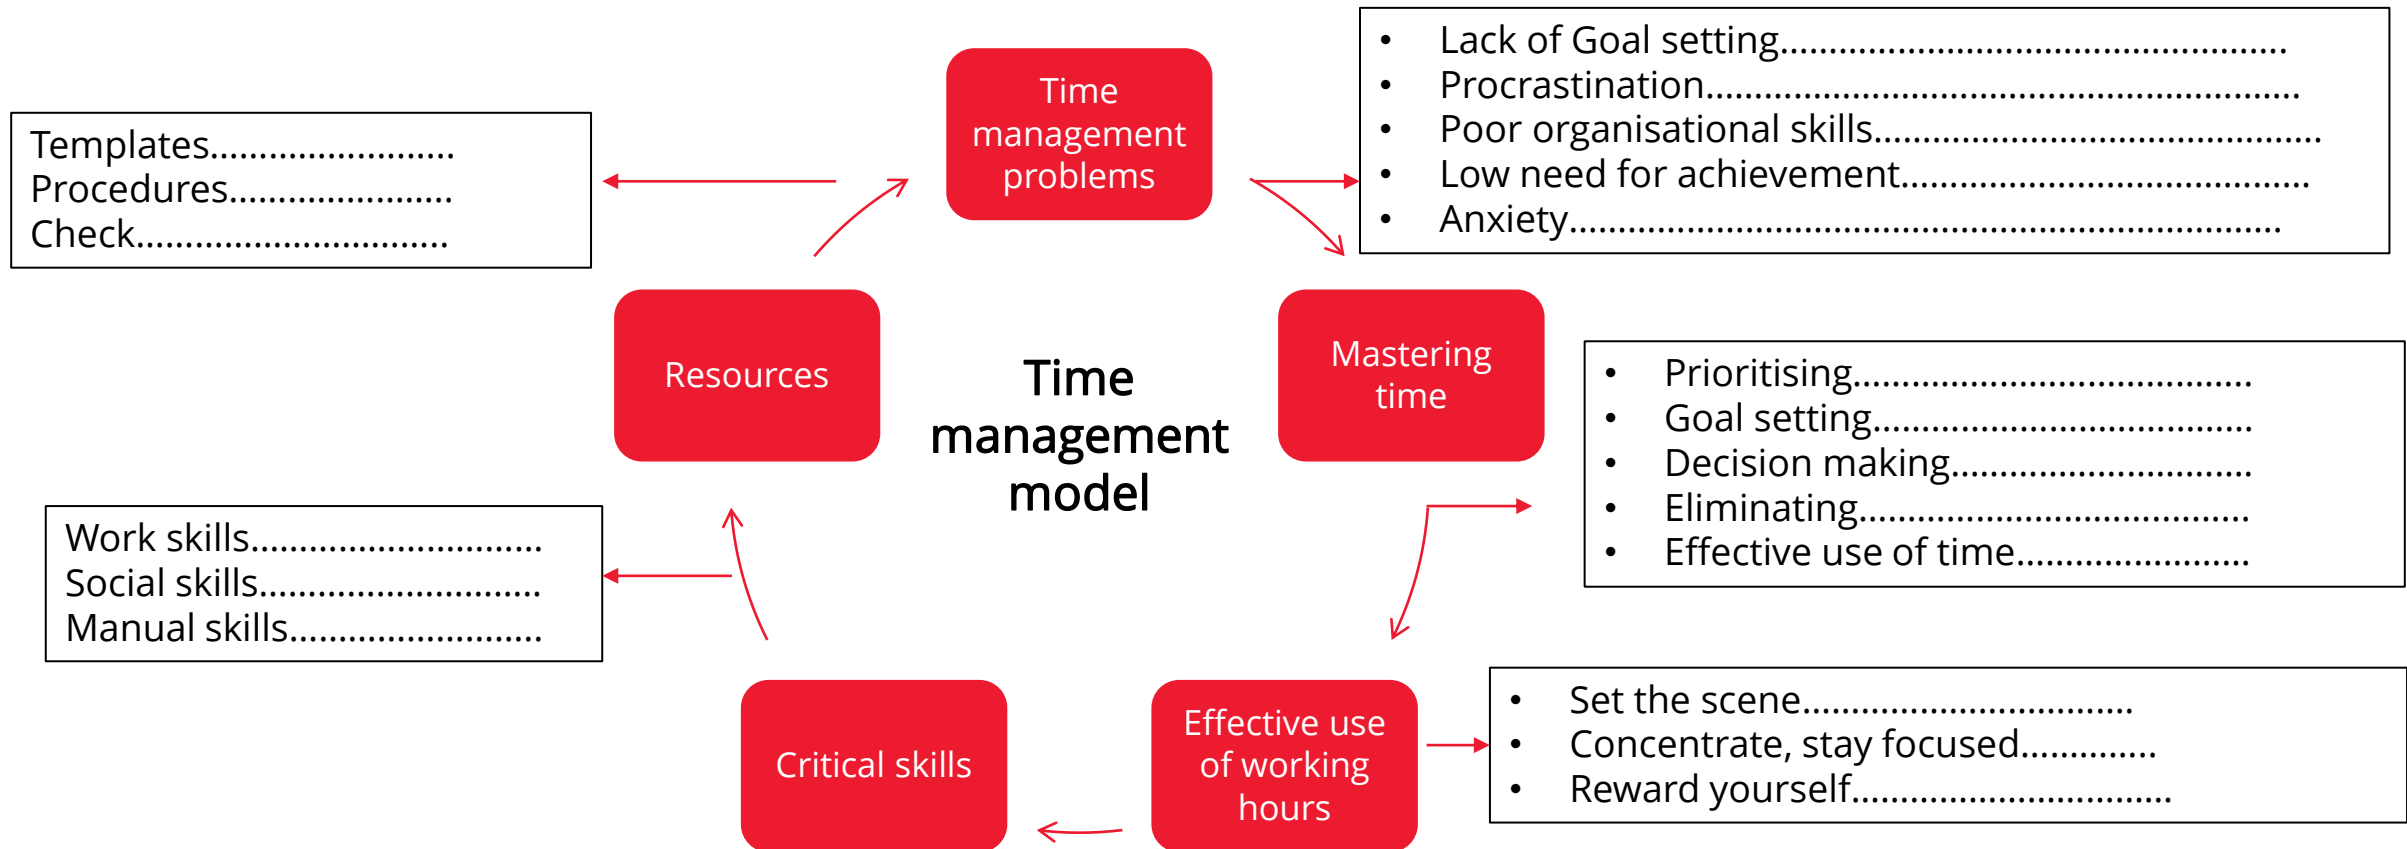 Time
management
problems
• Lack of Goal setting....................................................
• Procrastination.............................................................
• Poor organisational skills..............................................
• Low need for achievement..........................................
• Anxiety.........................................................................
Templates.........................
Procedures.......................
Check................................
Resources
Time
management
model
Mastering
time
• Prioritising.........................................
• Goal setting.......................................
• Decision making...............................
• Eliminating........................................
• Effective use of time........................
Work skills..............................
Social skills.............................
Manual skills..........................
Critical skills
Effective use
of working
hours
• Set the scene..................................
• Concentrate, stay focused..............
• Reward yourself.................................